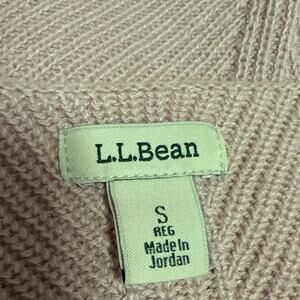 L.L.Bean
S
REG
Made In
Jordan